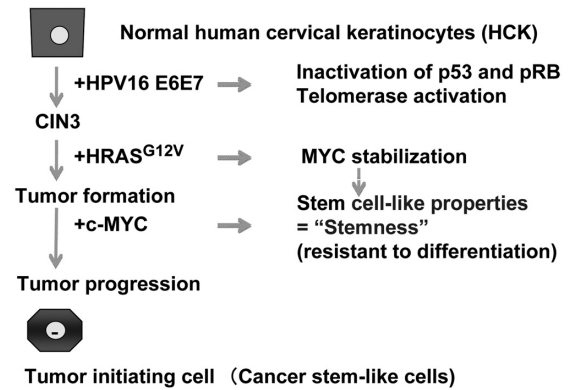 Normal human cervical keratinocytes (HCK)
+HPV16 E6E7
Inactivation of p53 and pRB
Telomerase activation
CIN3
+HRASG12V
MYC stabilization
Tumor formation
Stem cell-like properties
+c-MYC
= “Stemness”
(resistant to differentiation)
Tumor progression
-
Tumor initiating cell （Cancer stem-like cells)